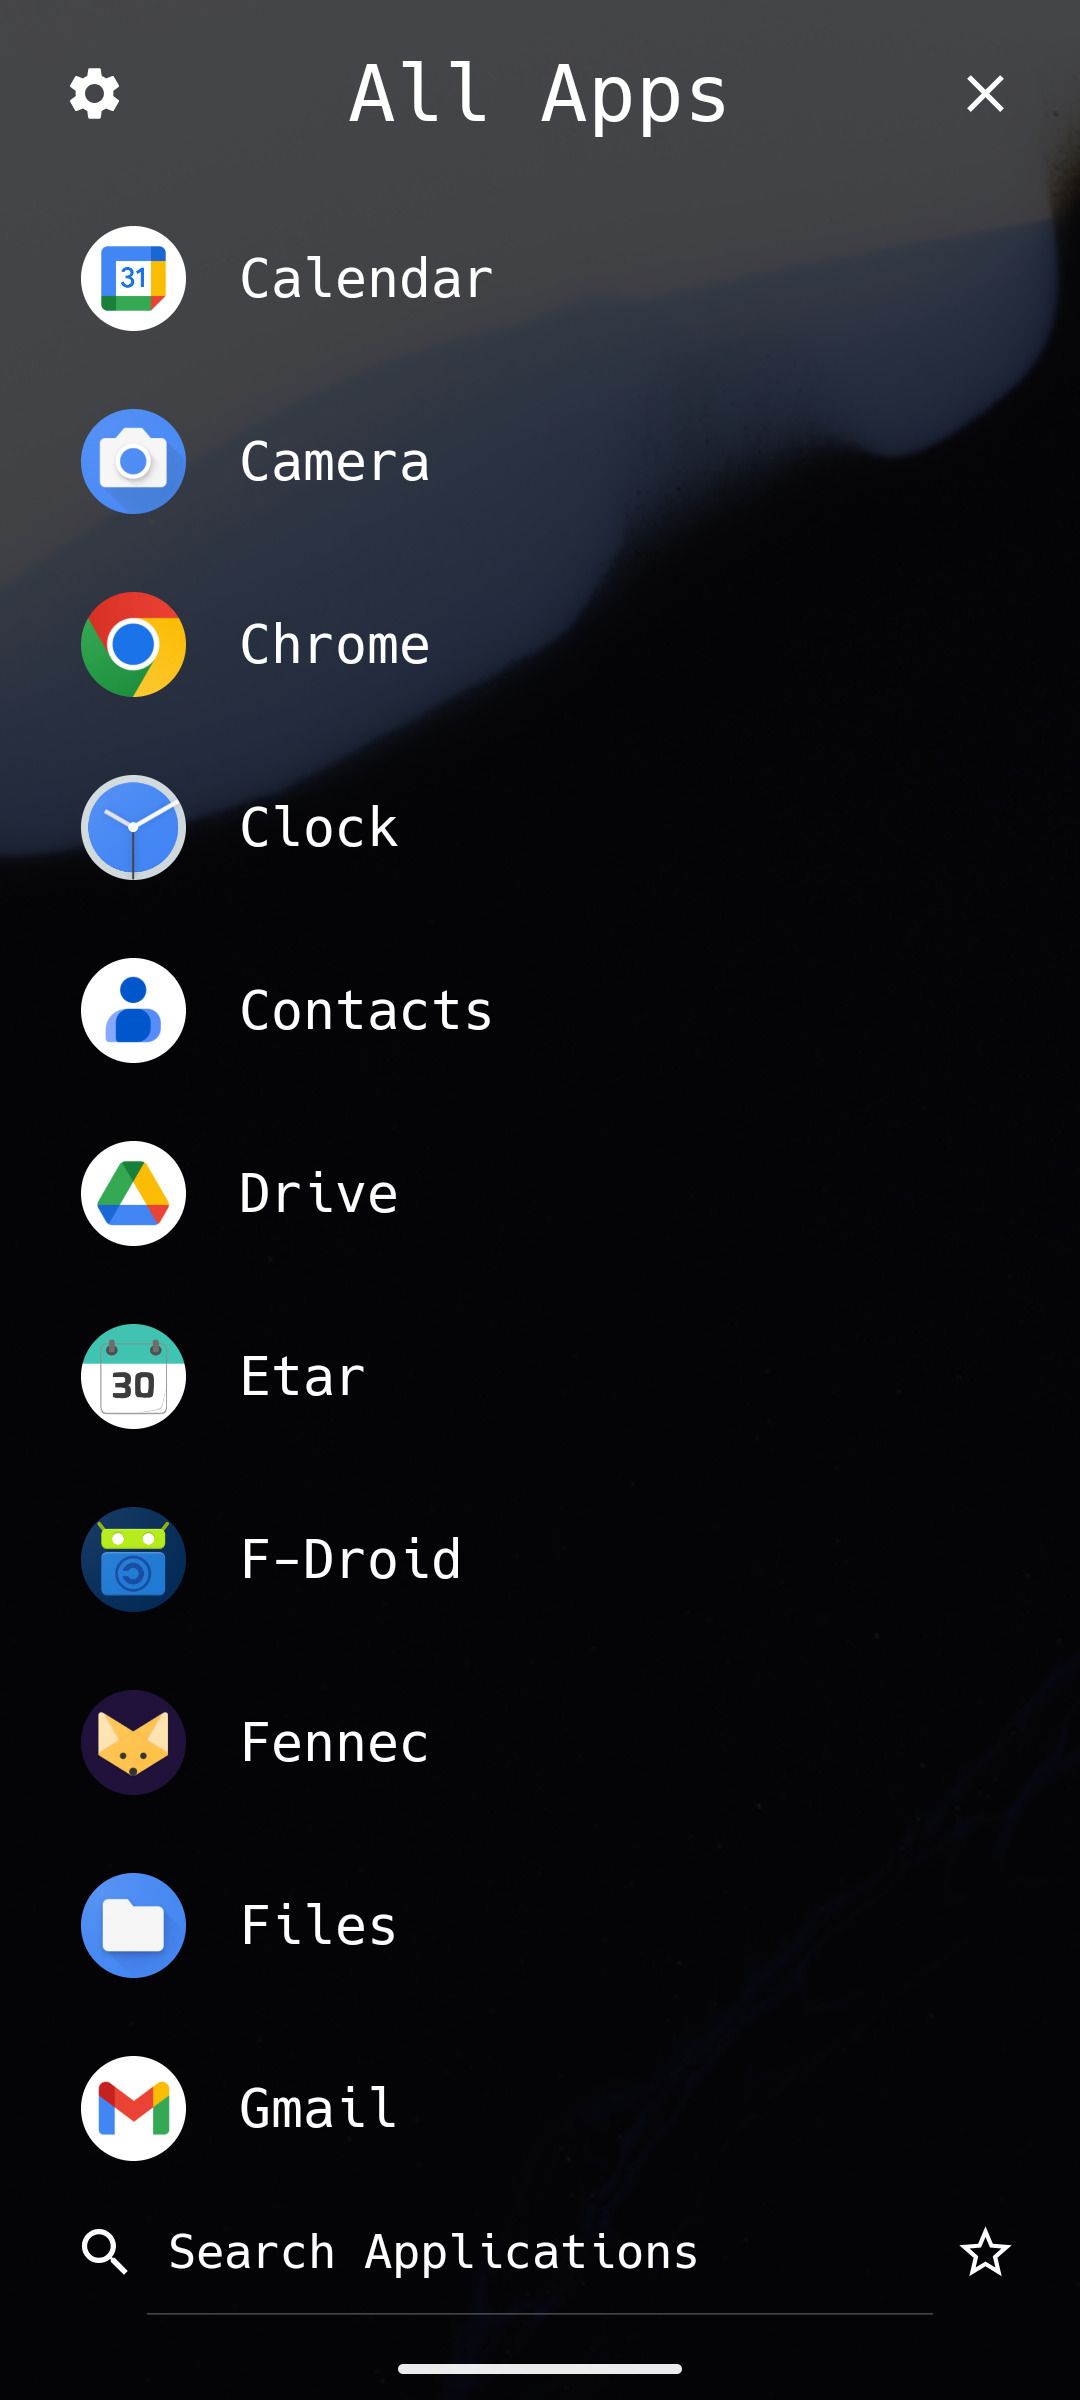 All Apps
31
Calendar
Camera
Chrome
Clock
Contacts
Drive
30
Etar
F-Droid
Fennec
Files
Gmail
Search Applications